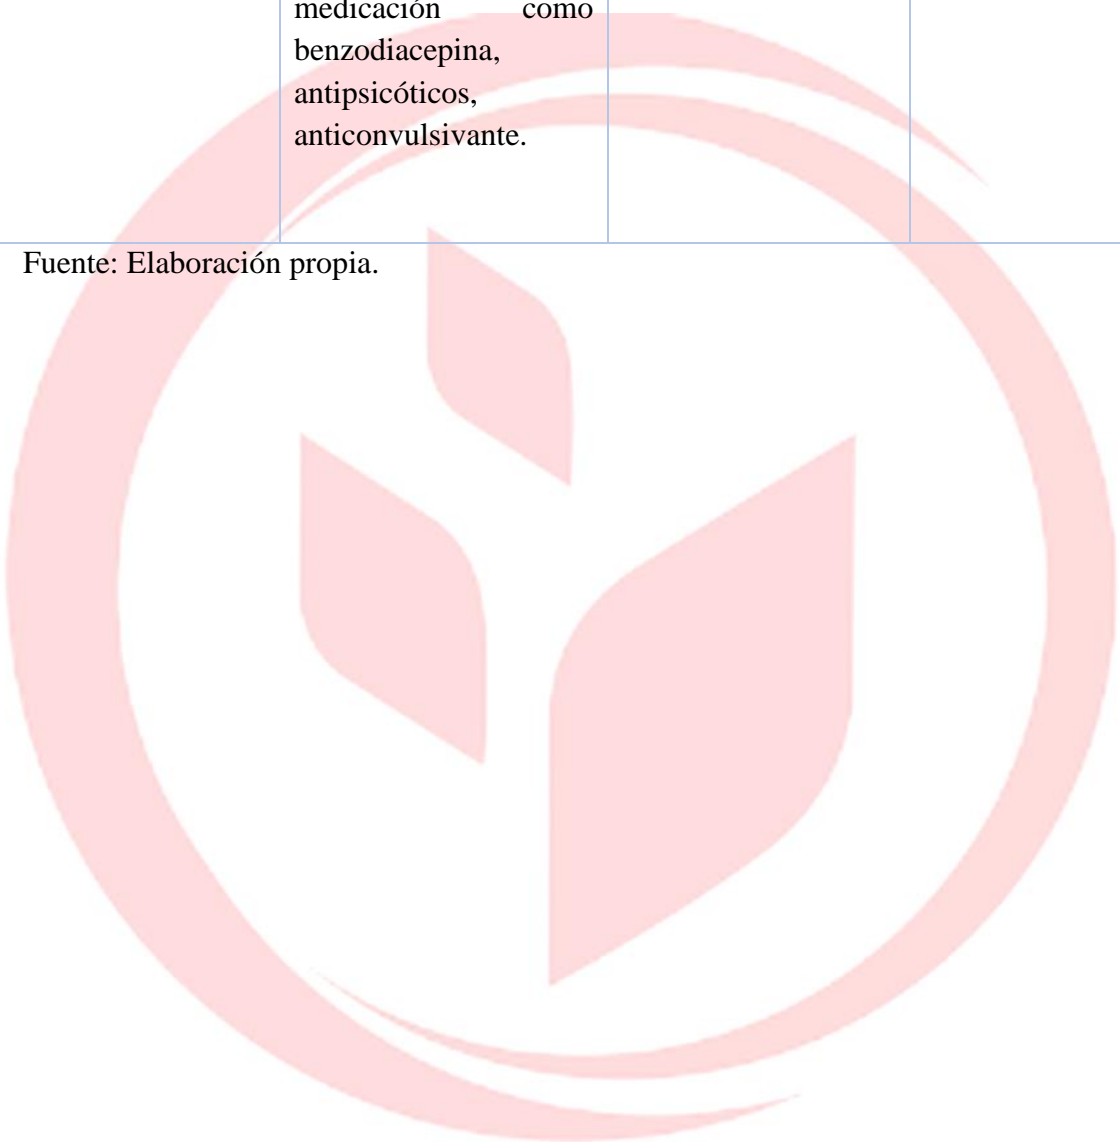 medicación como
benzodiacepina,
antipsicóticos,
anticonvulsivante.
Fuente: Elaboración propia.